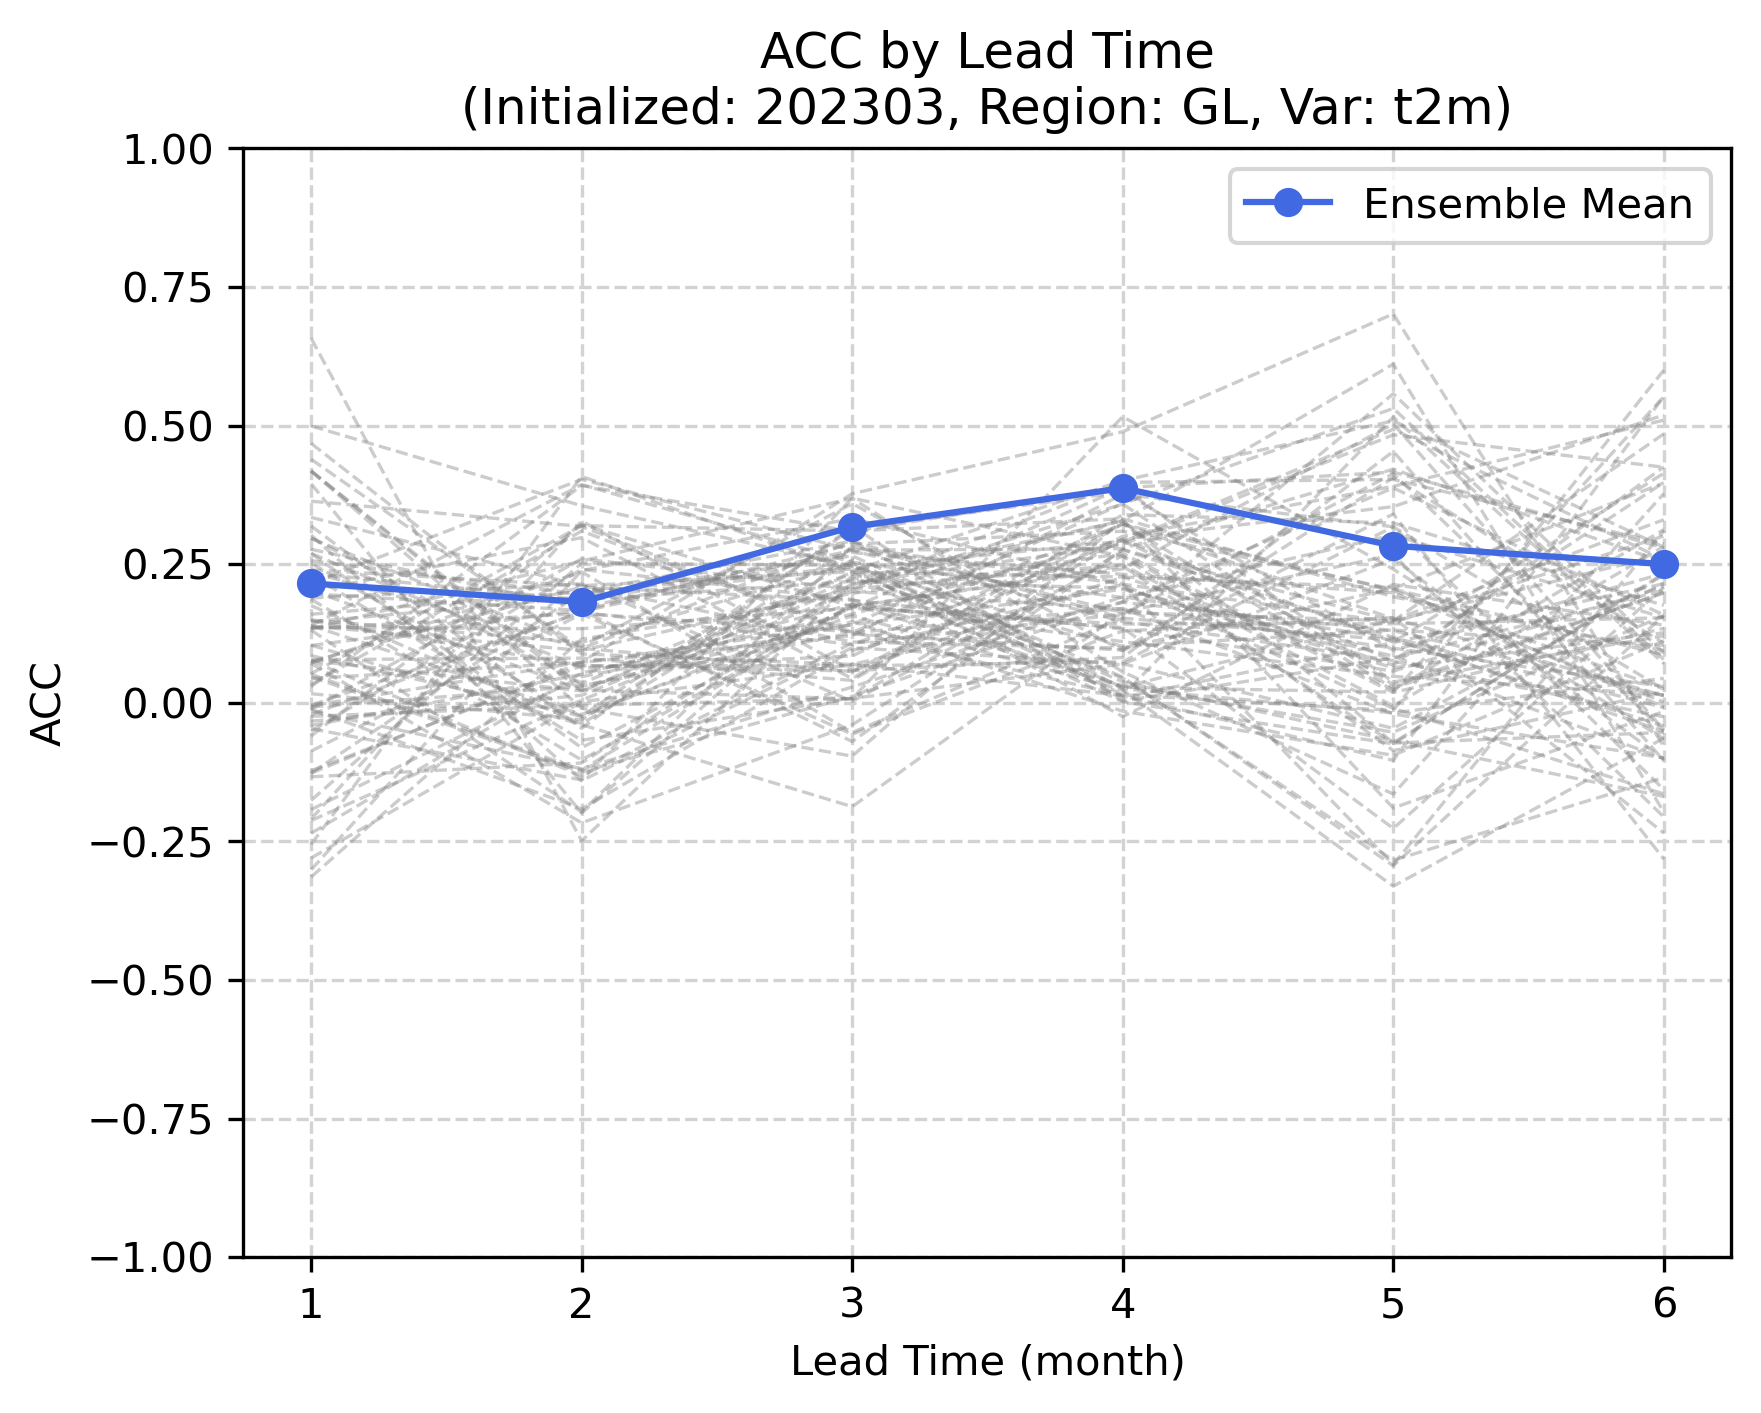 ACC by Lead Time
(Initialized: 202303, Region: GL, Var: t2m)
Ensemble Mean
1.00
0.75
0.50
0.25
0.00
−0.25
−0.50
−0.75
−1.00
ACC
1 2 3 4 5 6
Lead Time (month)